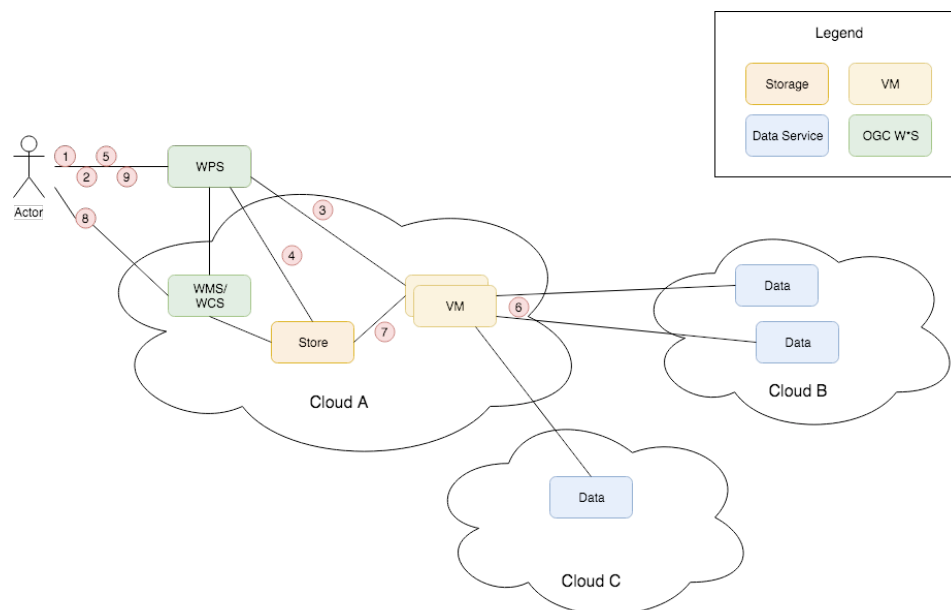 Legend
Storage
VM
Data Service
OGC W*S
1
5
2
9
WPS
Actor
8
3
4
WMS/
WCS
VM
6
Data
Data
Store
7
Cloud A
Cloud B
Data
Cloud C